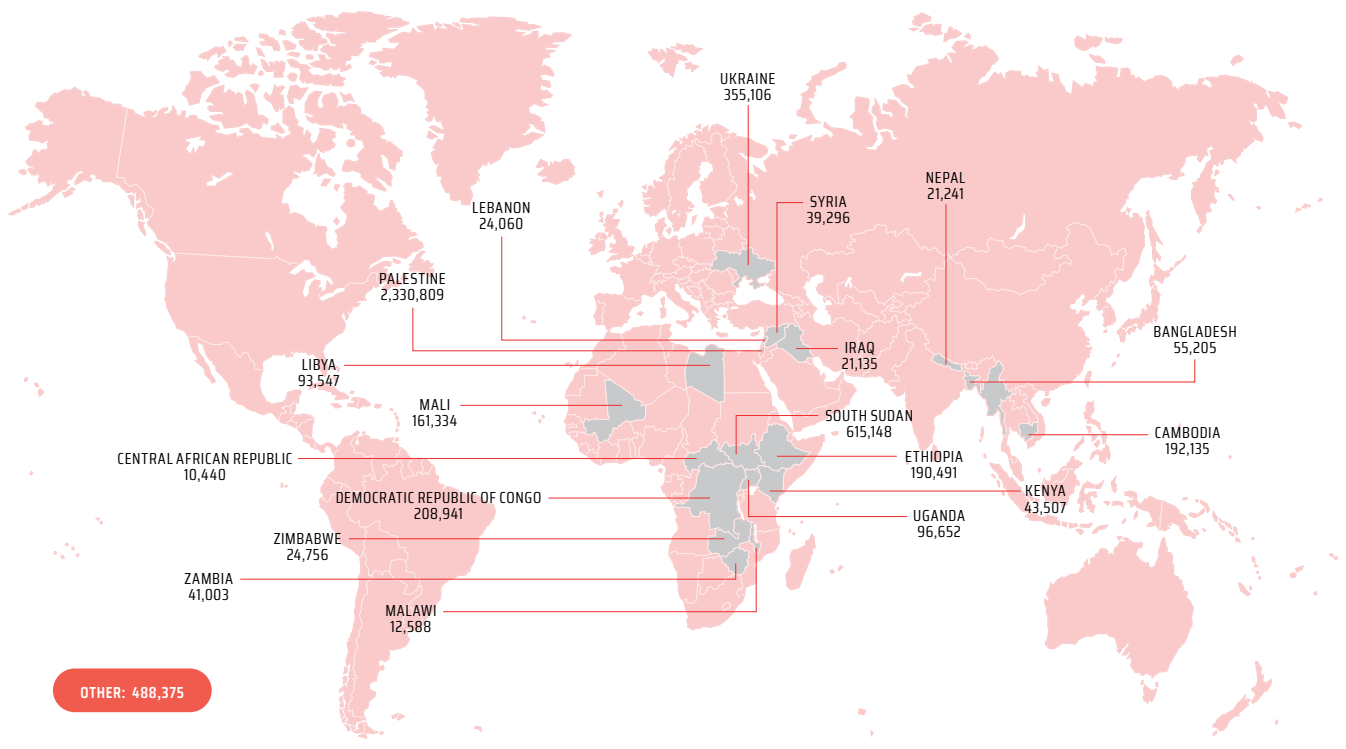 UKRAINE
355,106
NEPAL
21,241
SYRIA
39,296
LEBANON
24,060
PALESTINE
2,330,809
BANGLADESH
55,205
IRAQ
21,135
LIBYA
93,547
MALI
161,334
SOUTH SUDAN
615,148
CAMBODIA
192,135
CENTRAL AFRICAN REPUBLIC
10,440
ETHIOPIA
190,491
DEMOCRATIC REPUBLIC OF CONGO
208,941
KENYA
43,507
UGANDA
96,652
ZIMBABWE
24,756
ZAMBIA
41,003
MALAWI
12,588
OTHER: 488,375